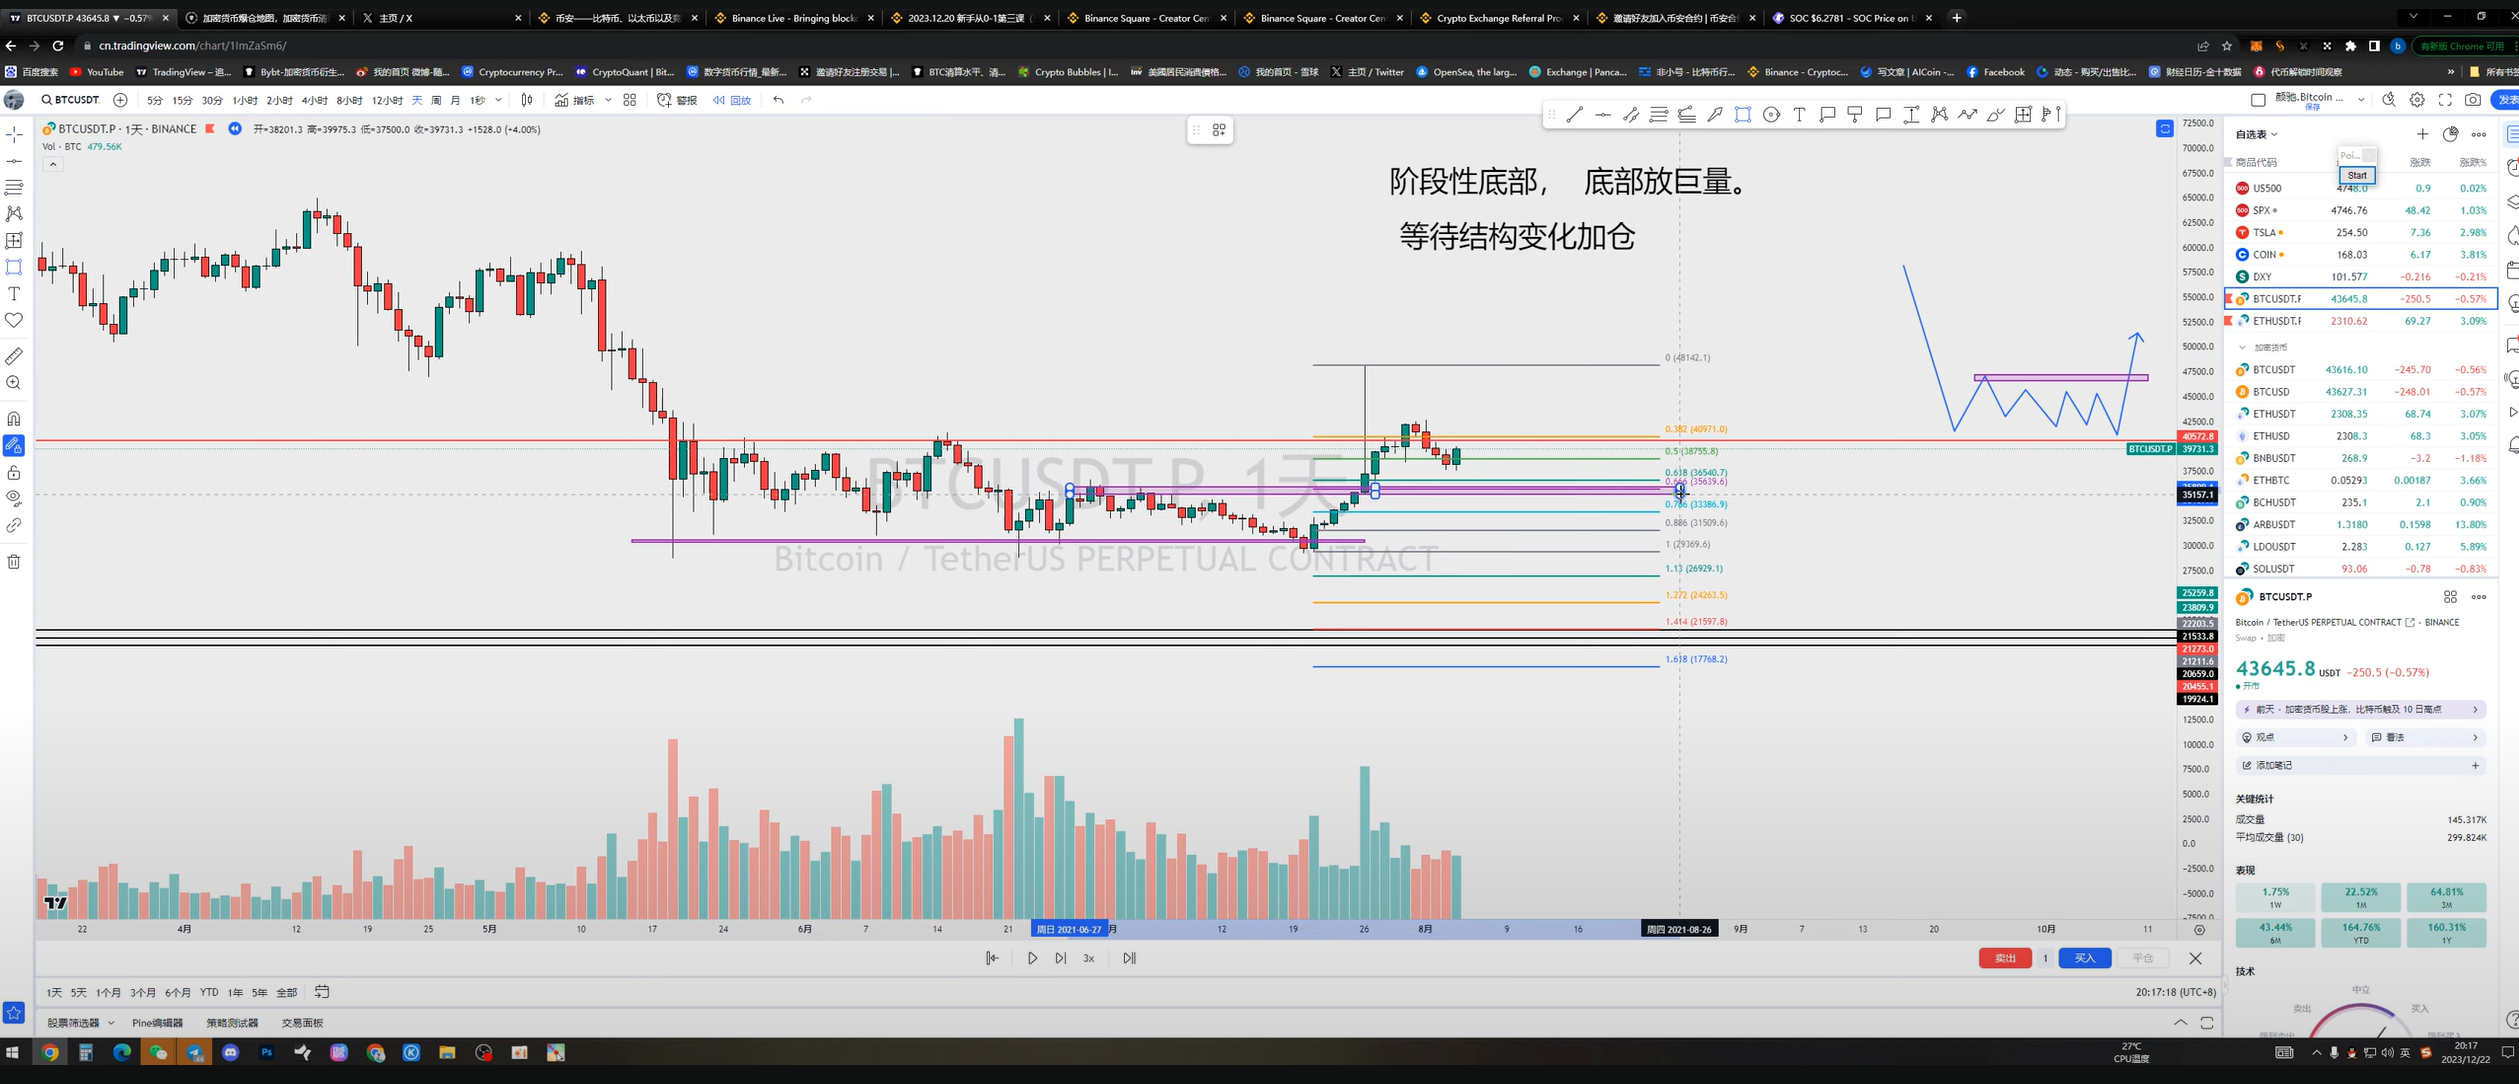 BTCUSDT.P 43645.8 ▼ −0.57%
加密货币爆仓地图，加密货币清
主页 / X
币安——比特币、以太币以及竞
Binance Live - Bringing block
2023.12.20 新手从0-1第三课
Binance Square - Creator Cen
Binance Square - Creator Cen
Crypto Exchange Referral Pro
邀请好友加入币安合约 | 币安合
SOC $6.2781 - SOC Price on U
cn.tradingview.com/chart/1ImZaSm6/
有新版 Chrome 可用
百度搜索 YouTube TradingView – 追... Bybt-加密货币衍生... 我的首页 微博-随... Cryptocurrency Pr... CryptoQuant | Bit... 数字货币行情_最新... 邀请好友注册交易 |... BTC清算水平、清... Crypto Bubbles | I... 美國居民消費價格... 我的首页 - 雪球 主页 / Twitter OpenSea, the larg... Exchange | Panca... 非小号 - 比特币行... Binance - Cryptoc... 写文章 | AICoin -... Facebook 动态 - 购买/出售比... 财经日历-金十数据 代币解锁时间观察 » 所有书签
BTCUSDT. 5分 15分 30分 1小时 2小时 4小时 8小时 12小时 天 周 月 1秒 指标 警报 回放
颜驰.Bitcoin ...
保存
发表
BTCUSDT.P · 1天 · BINANCE 开=38201.3 高=39975.3 低=37500.0 收=39731.3 +1528.0 (+4.00%)
Vol · BTC 479.56K
阶段性底部， 底部放巨量。
等待结构变化加仓
BTCUSDT.P, 1天
Bitcoin / TetherUS PERPETUAL CONTRACT
0 (48142.1)
0.382 (40971.0)
0.5 (38755.8)
0.618 (36540.7)
0.666 (35639.6)
0.786 (33386.9)
0.886 (31509.6)
1 (29369.6)
1.13 (26929.1)
1.272 (24263.5)
1.414 (21597.8)
1.618 (17768.2)
72500.0
70000.0
67500.0
65000.0
62500.0
60000.0
57500.0
55000.0
52500.0
50000.0
47500.0
45000.0
42500.0
40572.8
BTCUSDT.P 39731.3
37500.0
35157.1
32500.0
30000.0
27500.0
25259.8
23809.9
22203.5
21533.8
21273.0
21211.6
20659.0
20455.1
19924.1
12500.0
10000.0
7500.0
5000.0
2500.0
0.0
−2500.0
−5000.0
−7500.0
22 4月 12 19 25 5月 10 17 24 6月 7 14 21 周日 2021-06-27 月 12 19 26 8月 9 16 周四 2021-08-26 9月 7 13 20 10月 11
3x
卖出 1 买入 平仓
1天 5天 1个月 3个月 6个月 YTD 1年 5年 全部
20:17:18 (UTC+8)
股票筛选器 Pine编辑器 策略测试器 交易面板
自选表
Poi...
Start
商品代码 涨跌 涨跌%
US500 4748.0 0.9 0.02%
SPX 4746.76 48.42 1.03%
TSLA 254.50 7.36 2.98%
COIN 168.03 6.17 3.81%
DXY 101.577 −0.216 −0.21%
BTCUSDT.F 43645.8 −250.5 −0.57%
ETHUSDT.F 2310.62 69.27 3.09%
加密货币
BTCUSDT 43616.10 −245.70 −0.56%
BTCUSD 43627.31 −248.01 −0.57%
ETHUSDT 2308.35 68.74 3.07%
ETHUSD 2308.3 68.3 3.05%
BNBUSDT 268.9 −3.2 −1.18%
ETHBTC 0.05293 0.00187 3.66%
BCHUSDT 235.1 2.1 0.90%
ARBUSDT 1.3180 0.1598 13.80%
LDOUSDT 2.283 0.127 5.89%
SOLUSDT 93.06 −0.78 −0.83%
BTCUSDT.P
Bitcoin / TetherUS PERPETUAL CONTRACT · BINANCE
Swap • 加密
43645.8 USDT −250.5 (−0.57%)
开市
前天 · 加密货币股上涨，比特币触及 10 日高点
观点 看法
添加笔记
关键统计
成交量 145.317K
平均成交量 (30) 299.824K
表现
1.75% 22.52% 64.81%
1W 1M 3M
43.44% 164.76% 160.31%
6M YTD 1Y
技术
中立
卖出 买入
27℃
CPU温度
英
20:17
2023/12/22